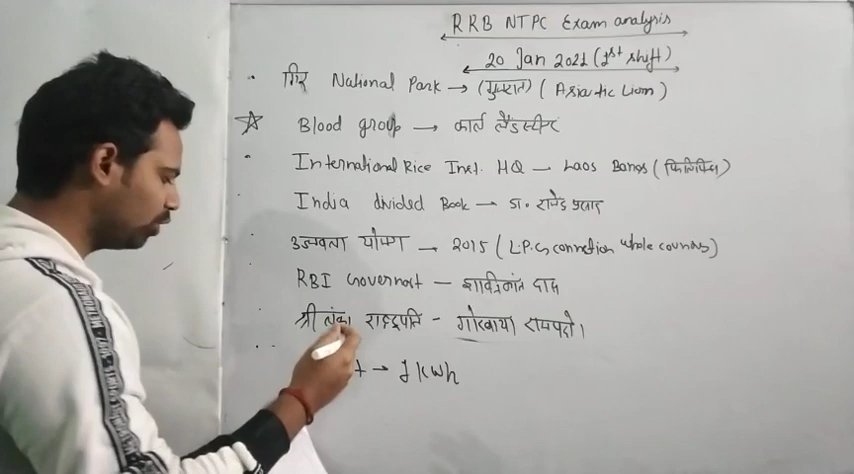 RRB NTPC Exam analysis
20 Jan 2021 (1st shift)
गिर National Park → (गुजरात) (Asiatic Lion)
Blood group → कार्ल लैंडस्टीनर
International Rice Inst. HQ - Laos Banos (फिलिपिंस)
India divided Book - डा. राजेंद्र प्रसाद
उज्जवला योजना - 2015 (L.P.G connection whole country)
RBI Governor - शक्तिकांत दास
श्री लंका राष्ट्रपति - गोटबाया राजपक्षे।
t → 1 kwh